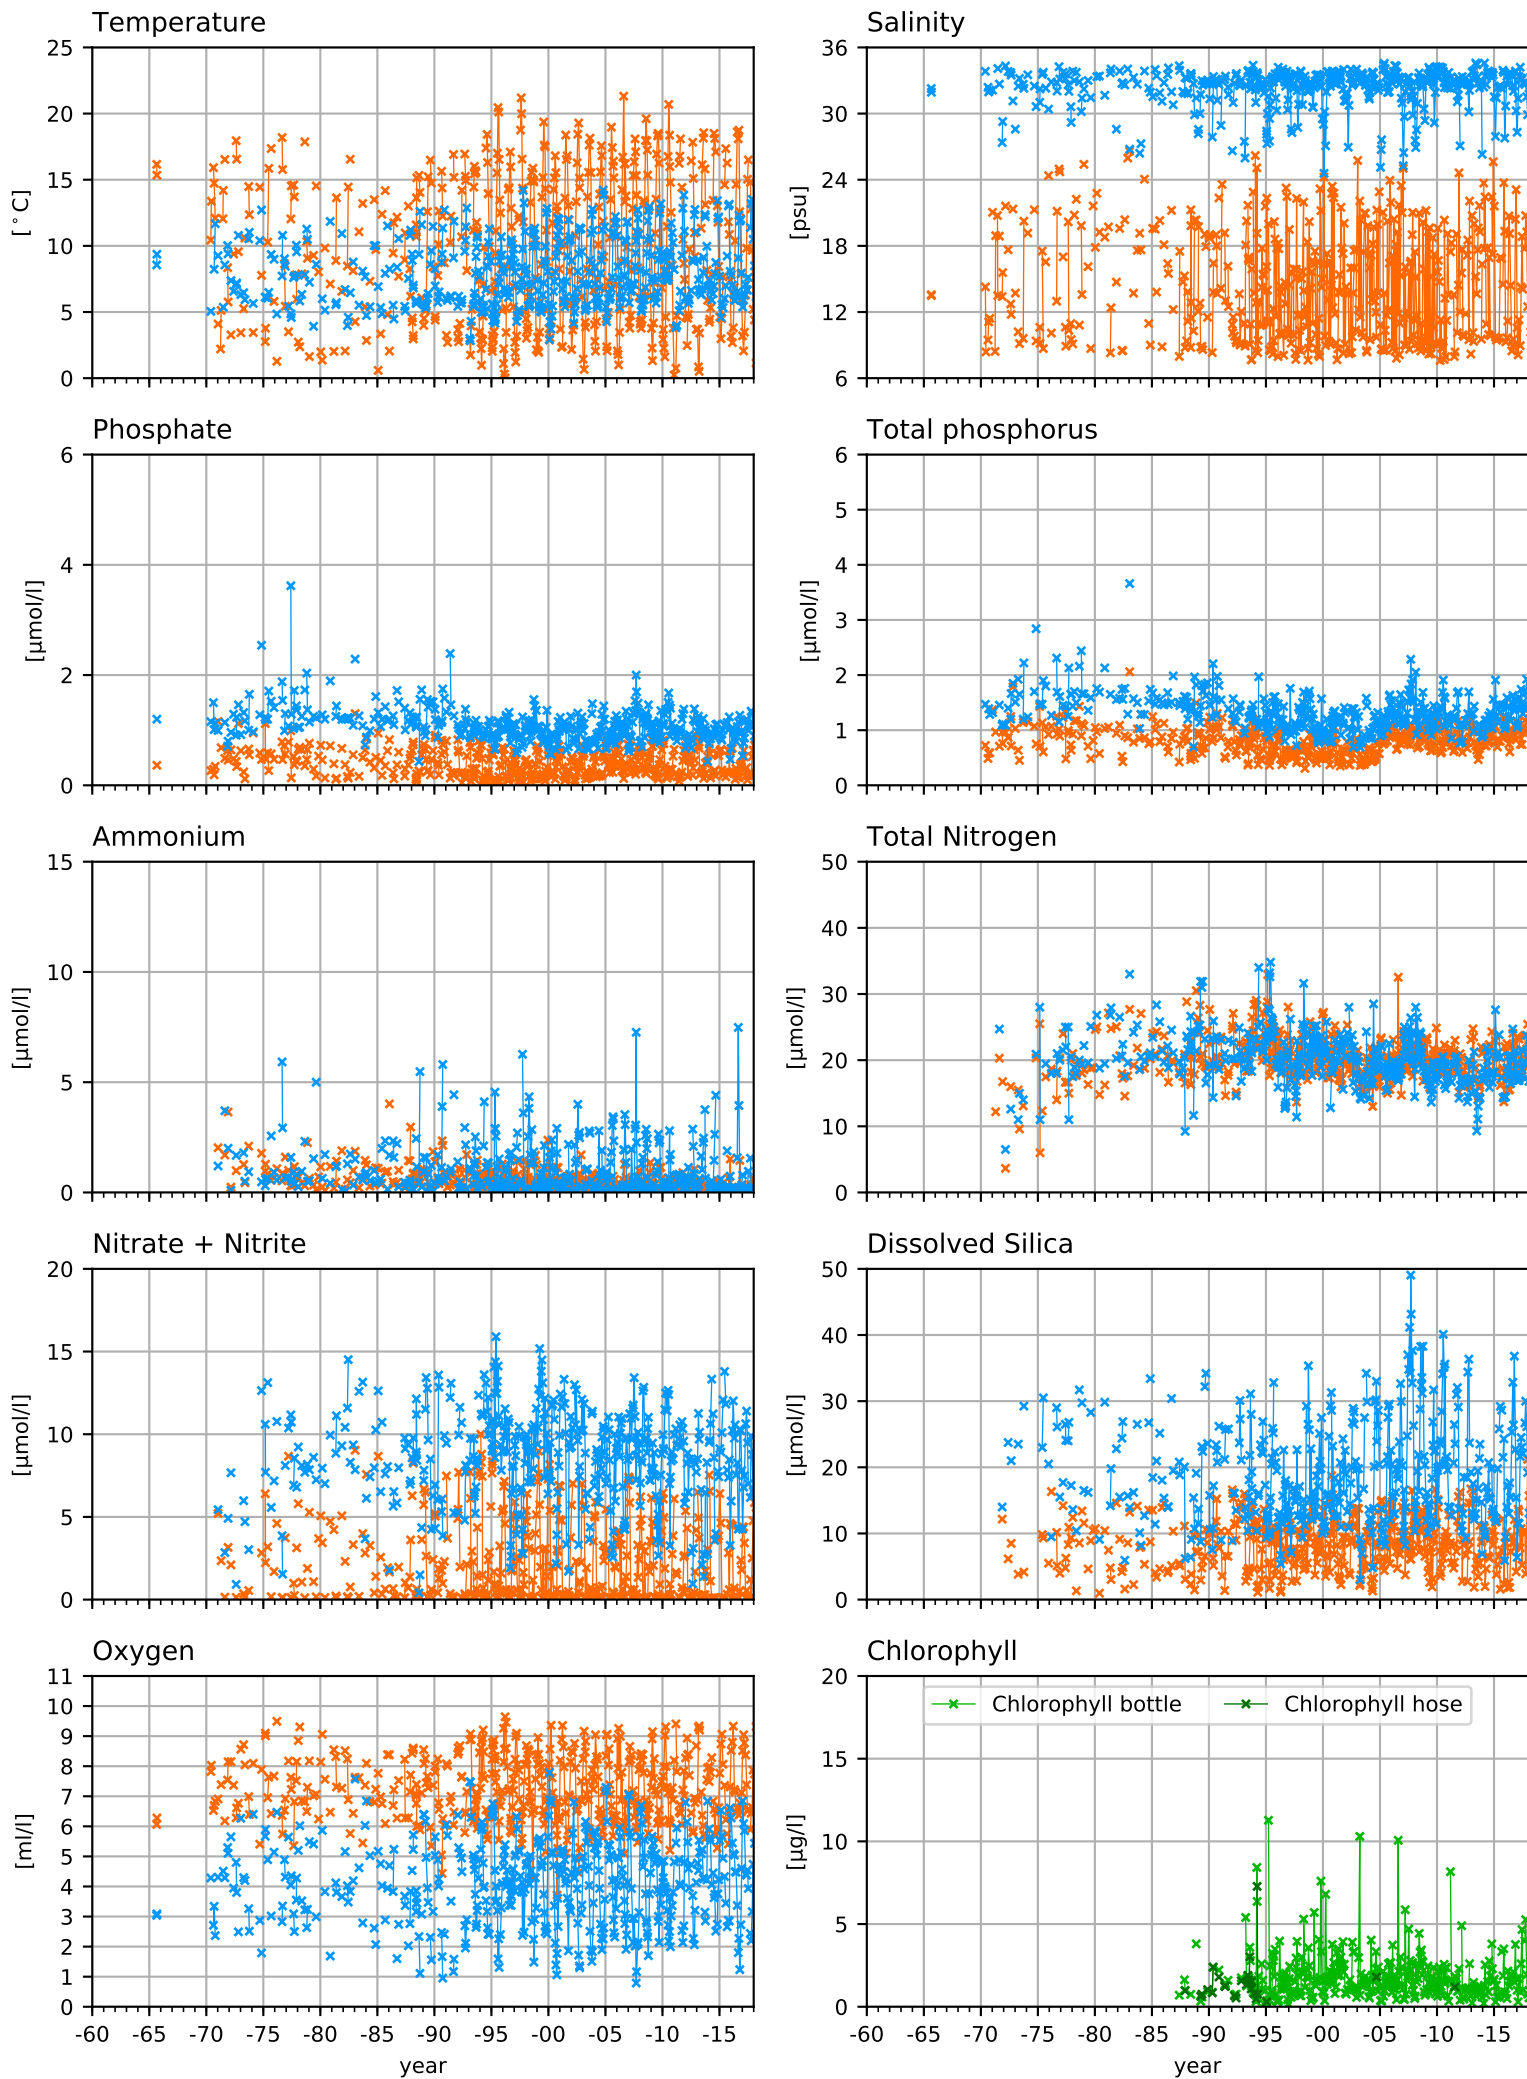 Temperature
25
20
15
10
5
0
[°C]
Salinity
36
30
24
18
12
6
[psu]
Phosphate
6
4
2
0
[µmol/l]
Total phosphorus
6
5
4
3
2
1
0
[µmol/l]
Ammonium
15
10
5
0
[µmol/l]
Total Nitrogen
50
40
30
20
10
0
[µmol/l]
Nitrate + Nitrite
20
15
10
5
0
[µmol/l]
Dissolved Silica
50
40
30
20
10
0
[µmol/l]
Oxygen
11
10
9
8
7
6
5
4
3
2
1
0
[ml/l]
-60 -65 -70 -75 -80 -85 -90 -95 -00 -05 -10 -15
year
Chlorophyll
20
15
10
5
0
[µg/l]
Chlorophyll bottle Chlorophyll hose
-60 -65 -70 -75 -80 -85 -90 -95 -00 -05 -10 -15
year